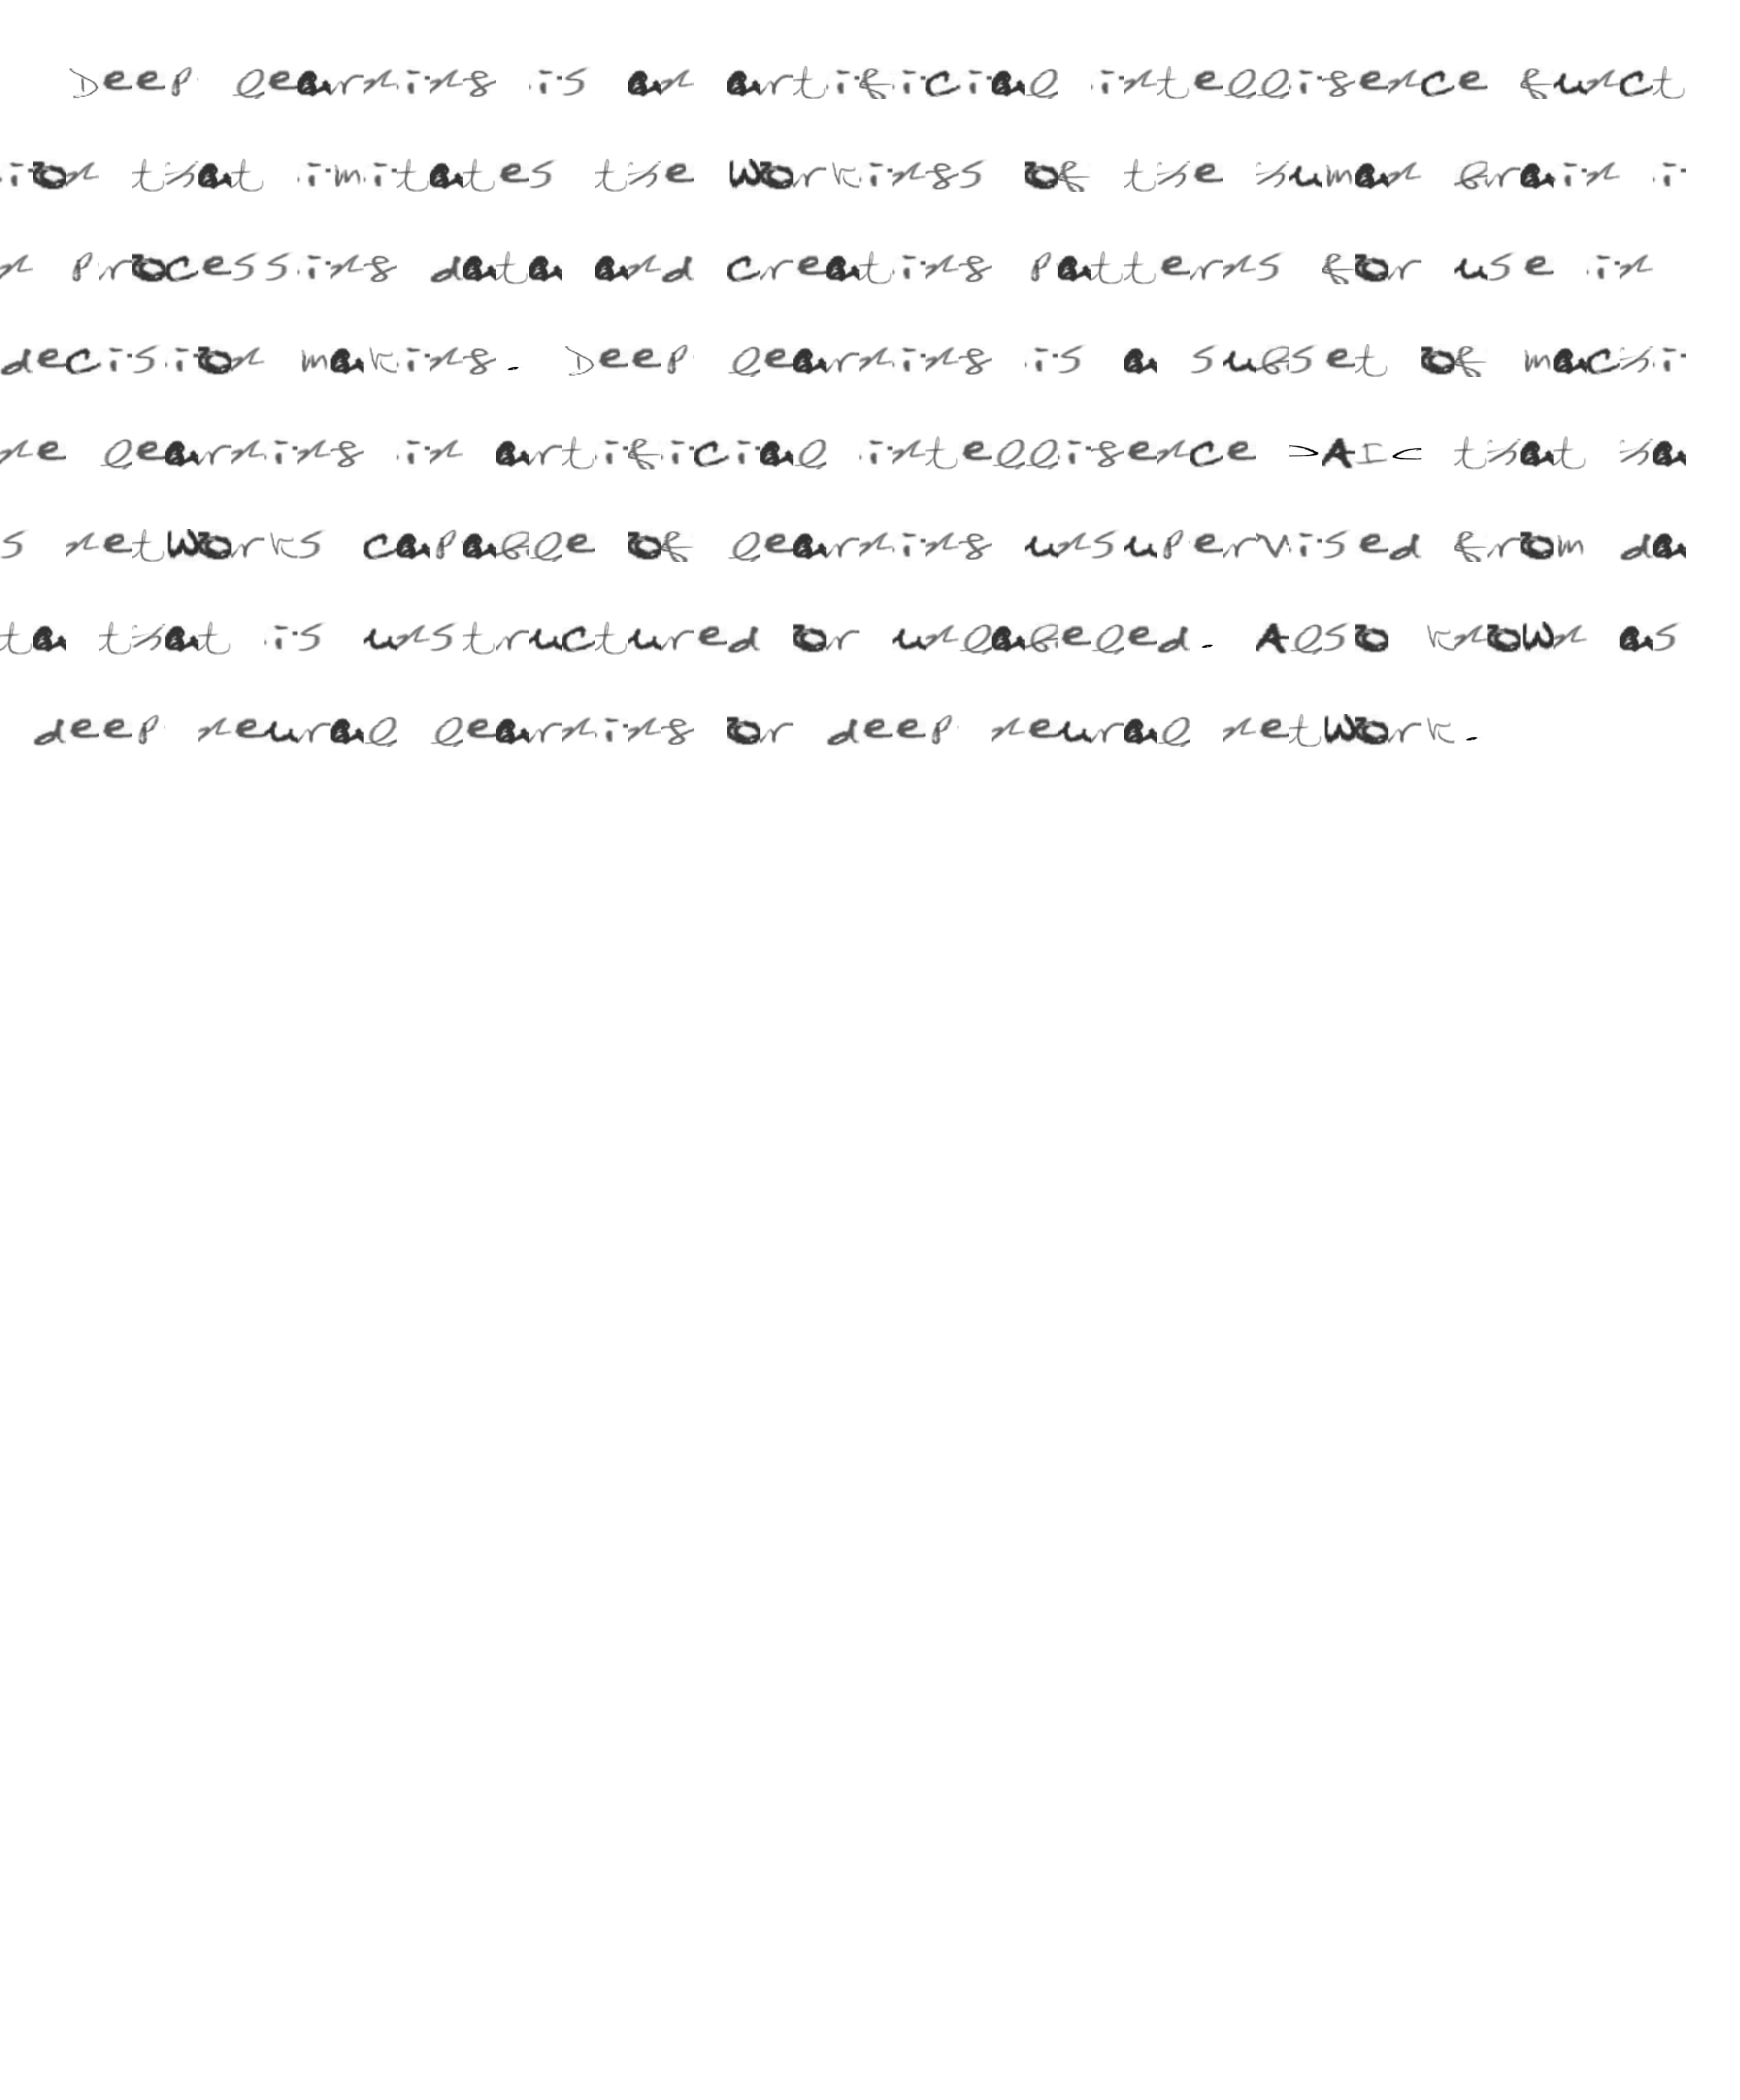 Deep learning is an artificial intelligence funct
ion that imitates the workings of the human brain i
n processing data and creating patterns for use in
decision making. Deep learning is a subset of machi
ne learning in artificial intelligence )AI( that ha
s networks capable of learning unsupervised from da
ta that is unstructured or unlabeled. Also known as
deep neural learning or deep neural network.